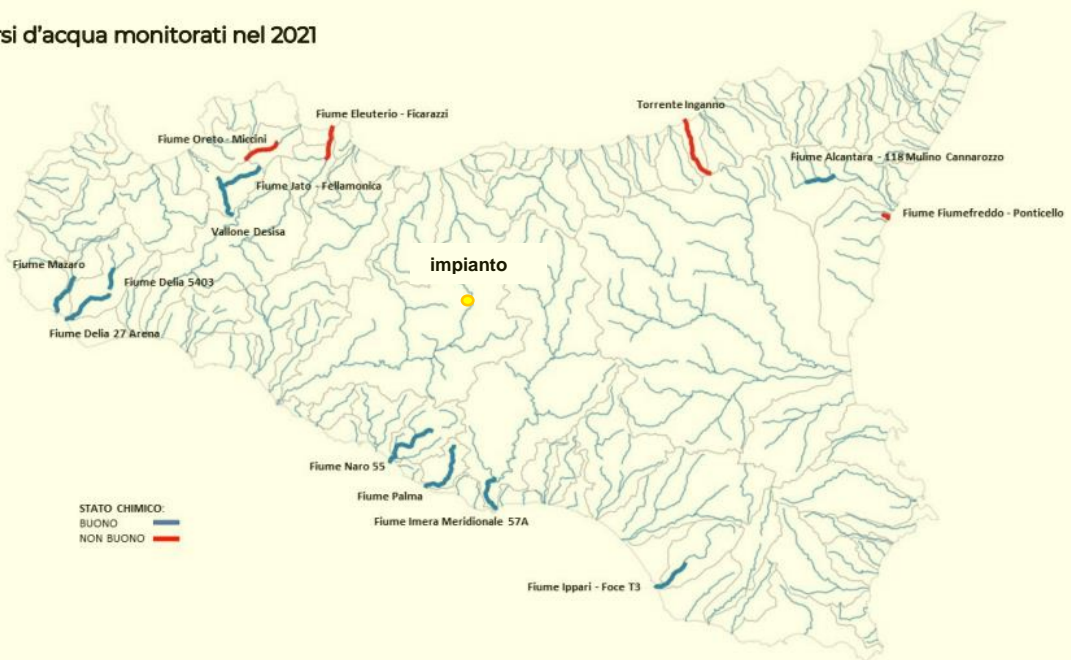 rsi d'acqua monitorati nel 2021
Torrente Inganno
Fiume Eleuterio - Ficarazzi
Fiume Oreto - Miccini
Fiume Alcantara - 118 Mulino Cannarozzo
Fiume Jato - Fellamonica
Fiume Fiumefreddo - Ponticello
Vallone Desisa
impianto
Fiume Mazaro
Fiume Delia 5403
Fiume Delia 27 Arena
Fiume Naro 55
Fiume Palma
STATO CHIMICO:
BUONO
NON BUONO
Fiume Imera Meridionale 57A
Fiume Ippari - Foce T3